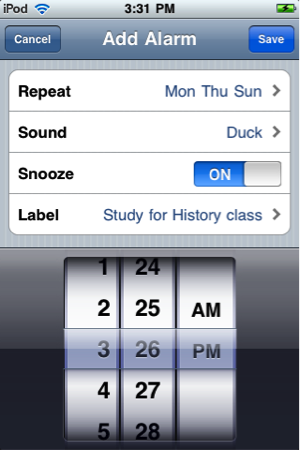 iPod 3:31 PM
Cancel Add Alarm Save
Repeat Mon Thu Sun
Sound Duck
Snooze ON
Label Study for History class
1 24
2 25 AM
3 26 PM
4 27
5 28